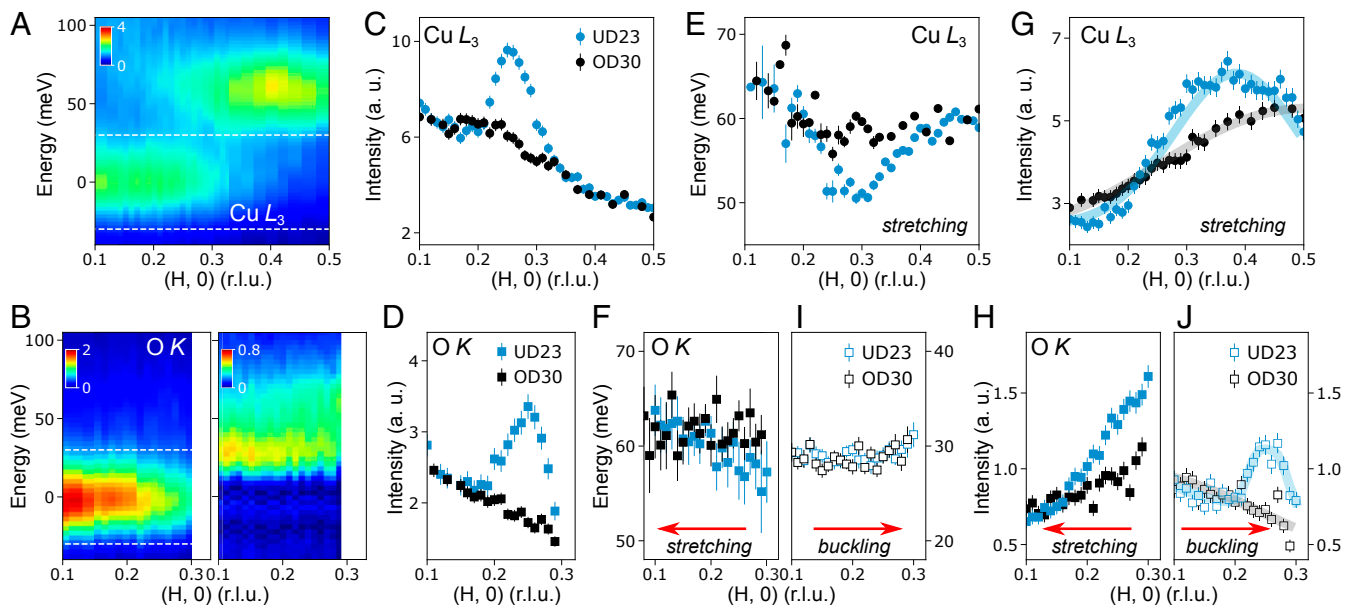 A
100
75
50
25
0
4
0
Cu L3
Energy (meV)
0.1 0.2 0.3 0.4 0.5
(H, 0) (r.l.u.)
C
Cu L3
UD23
OD30
10
8
6
4
2
Intensity (a. u.)
0.1 0.2 0.3 0.4 0.5
(H, 0) (r.l.u.)
E
Cu L3
70
60
50
Energy (meV)
stretching
0.1 0.2 0.3 0.4 0.5
(H, 0) (r.l.u.)
G
Cu L3
7
5
3
Intensity (a. u.)
stretching
0.1 0.2 0.3 0.4 0.5
(H, 0) (r.l.u.)
B
O K
100
75
50
25
0
2
0
0.8
0
Energy (meV)
0.1 0.2 0.3
0.2 0.3
(H, 0) (r.l.u.)
D
O K
UD23
OD30
4
3
2
Intensity (a. u.)
0.1 0.2 0.3
(H, 0) (r.l.u.)
F
O K
70
60
50
Energy (meV)
stretching
0.1 0.2 0.3
I
UD23
OD30
40
30
20
buckling
0.2 0.3
(H, 0) (r.l.u.)
H
O K
1.5
1.0
0.5
Intensity (a. u.)
stretching
0.1 0.2 0.3
J
UD23
OD30
1.5
1.0
0.5
buckling
0.2 0.3
(H, 0) (r.l.u.)